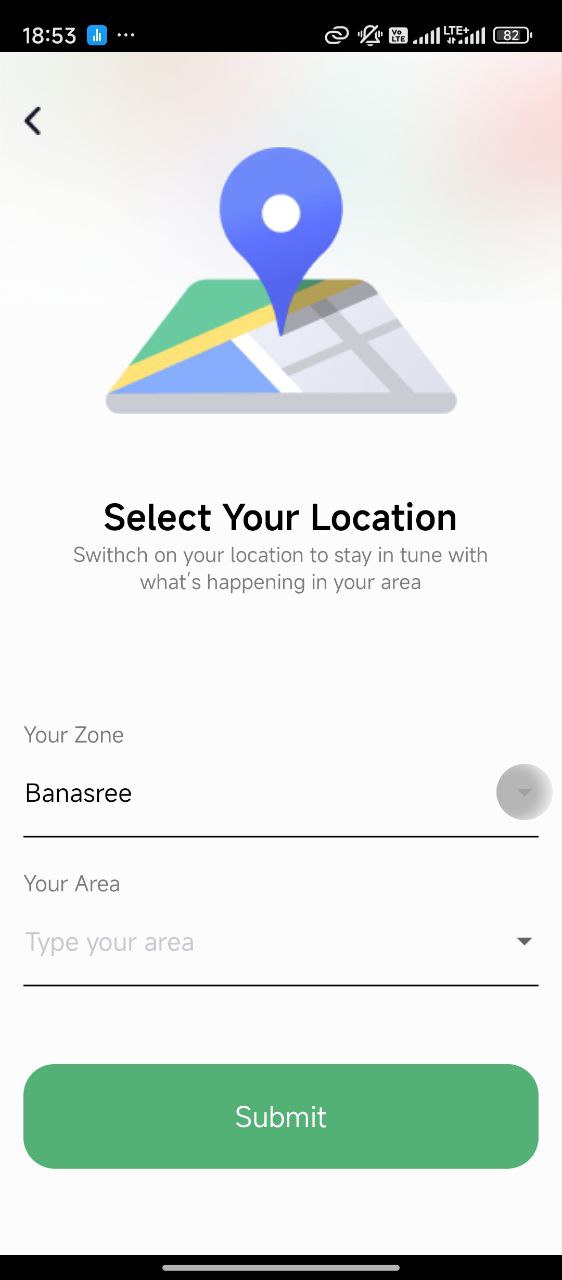 18:53
Vo LTE
LTE+
82
Select Your Location
Swithch on your location to stay in tune with
what's happening in your area
Your Zone
Banasree
Your Area
Type your area
Submit